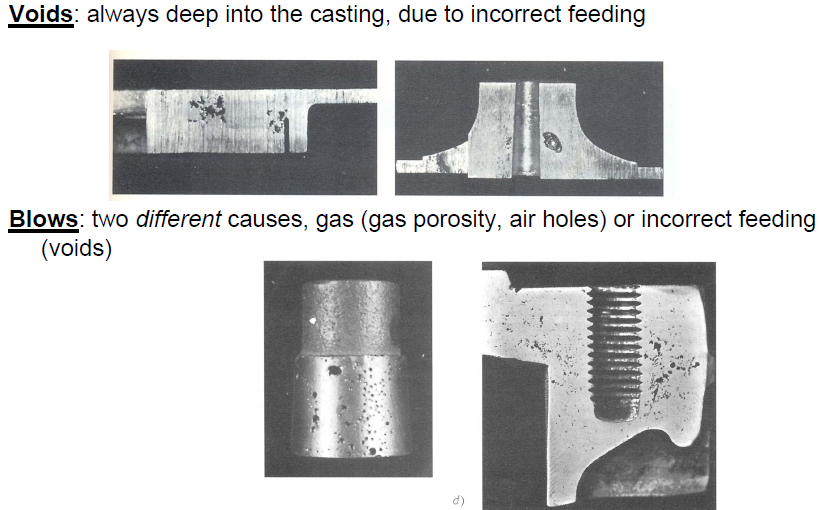 Voids: always deep into the casting, due to incorrect feeding
Blows: two different causes, gas (gas porosity, air holes) or incorrect feeding
(voids)
d)